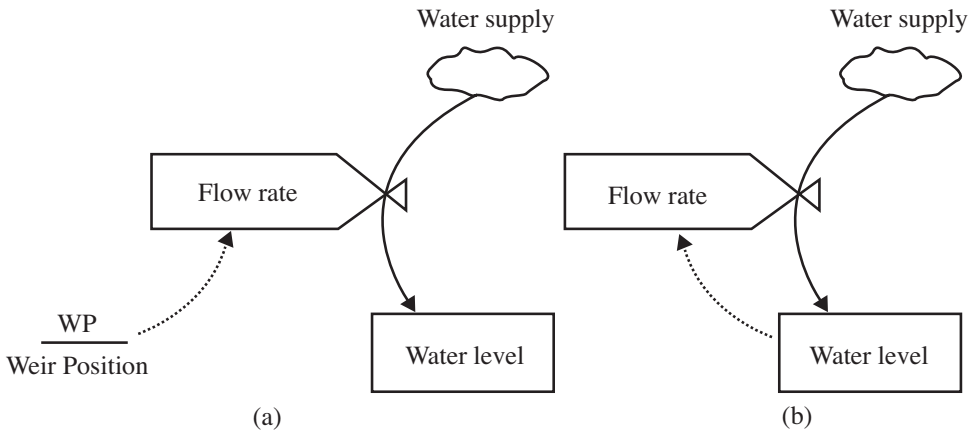 Water supply
Flow rate
WP
Weir Position
Water level
(a)
Water supply
Flow rate
Water level
(b)